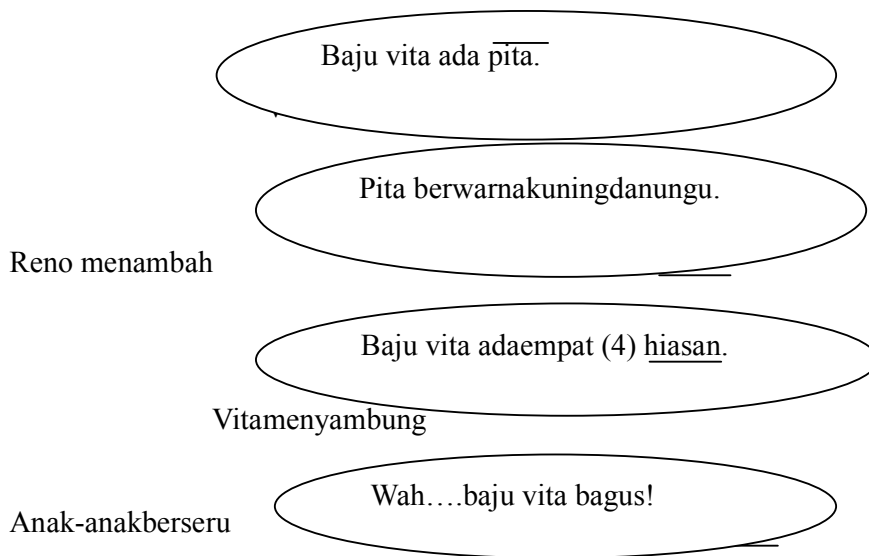 Baju vita ada pita.
Pita berwarnakuningdanungu.
Reno menambah
Baju vita adaempat (4) hiasan.
Vitamenyambung
Wah….baju vita bagus!
Anak-anakberseru